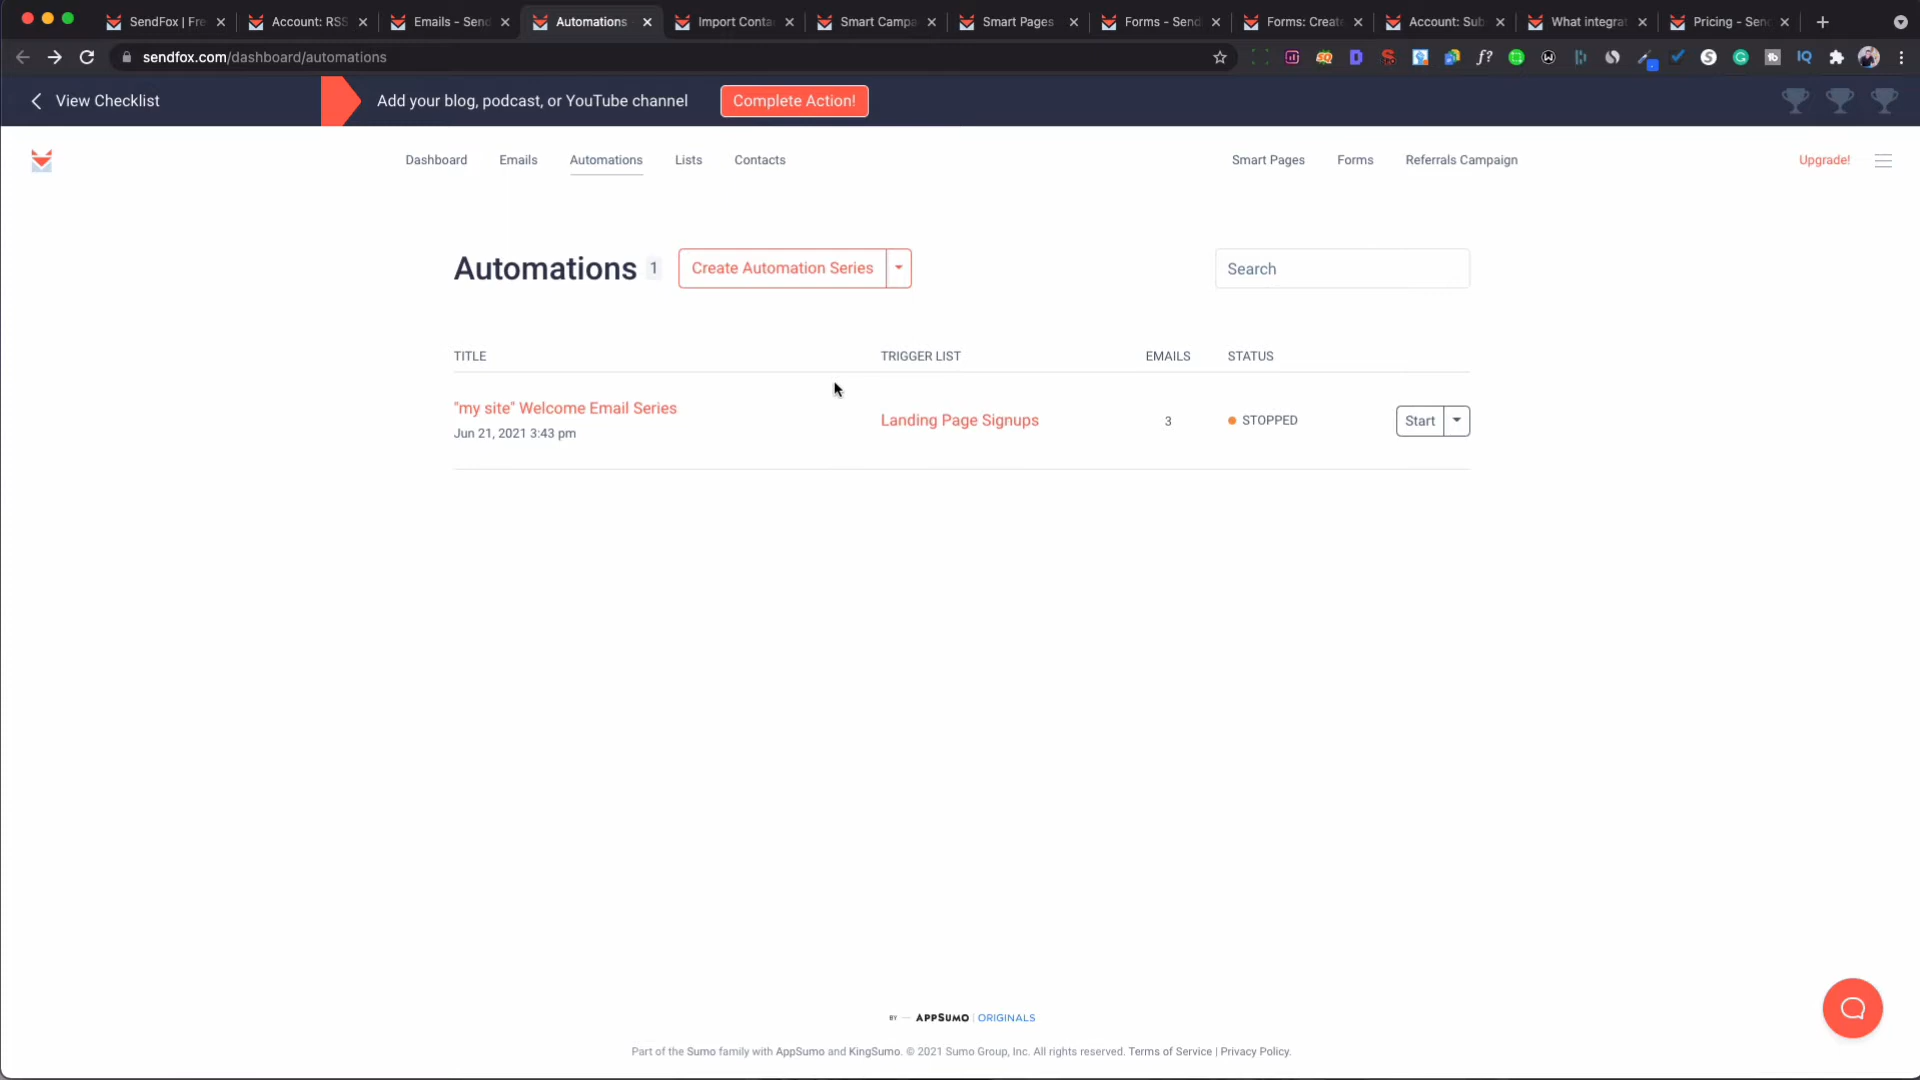 SendFox | Fre
Account: RSS
Emails - Send
Automations
Import Conta
Smart Campa
Smart Pages
Forms - Send
Forms: Create
Account: Sub
What integrat
Pricing - Sen
sendfox.com/dashboard/automations
View Checklist
Add your blog, podcast, or YouTube channel
Complete Action!
Dashboard
Emails
Automations
Lists
Contacts
Smart Pages
Forms
Referrals Campaign
Upgrade!
Automations 1
Create Automation Series
Search
TITLE
TRIGGER LIST
EMAILS
STATUS
"my site" Welcome Email Series
Jun 21, 2021 3:43 pm
Landing Page Signups
3
STOPPED
Start
BY — APPSUMO | ORIGINALS
Part of the Sumo family with AppSumo and KingSumo. © 2021 Sumo Group, Inc. All rights reserved. Terms of Service | Privacy Policy.